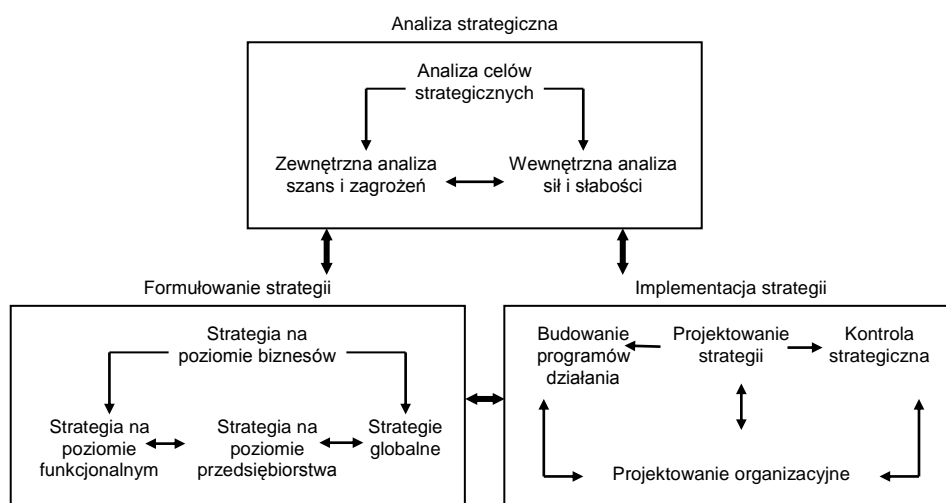 Analiza strategiczna
Analiza celów
strategicznych
Zewnętrzna analiza
szans i zagrożeń
Wewnętrzna analiza
sił i słabości
Formułowanie strategii
Strategia na
poziomie biznesów
Strategia na
poziomie
funkcjonalnym
Strategia na
poziomie
przedsiębiorstwa
Strategie
globalne
Implementacja strategii
Budowanie
programów
działania
Projektowanie
strategii
Kontrola
strategiczna
Projektowanie organizacyjne